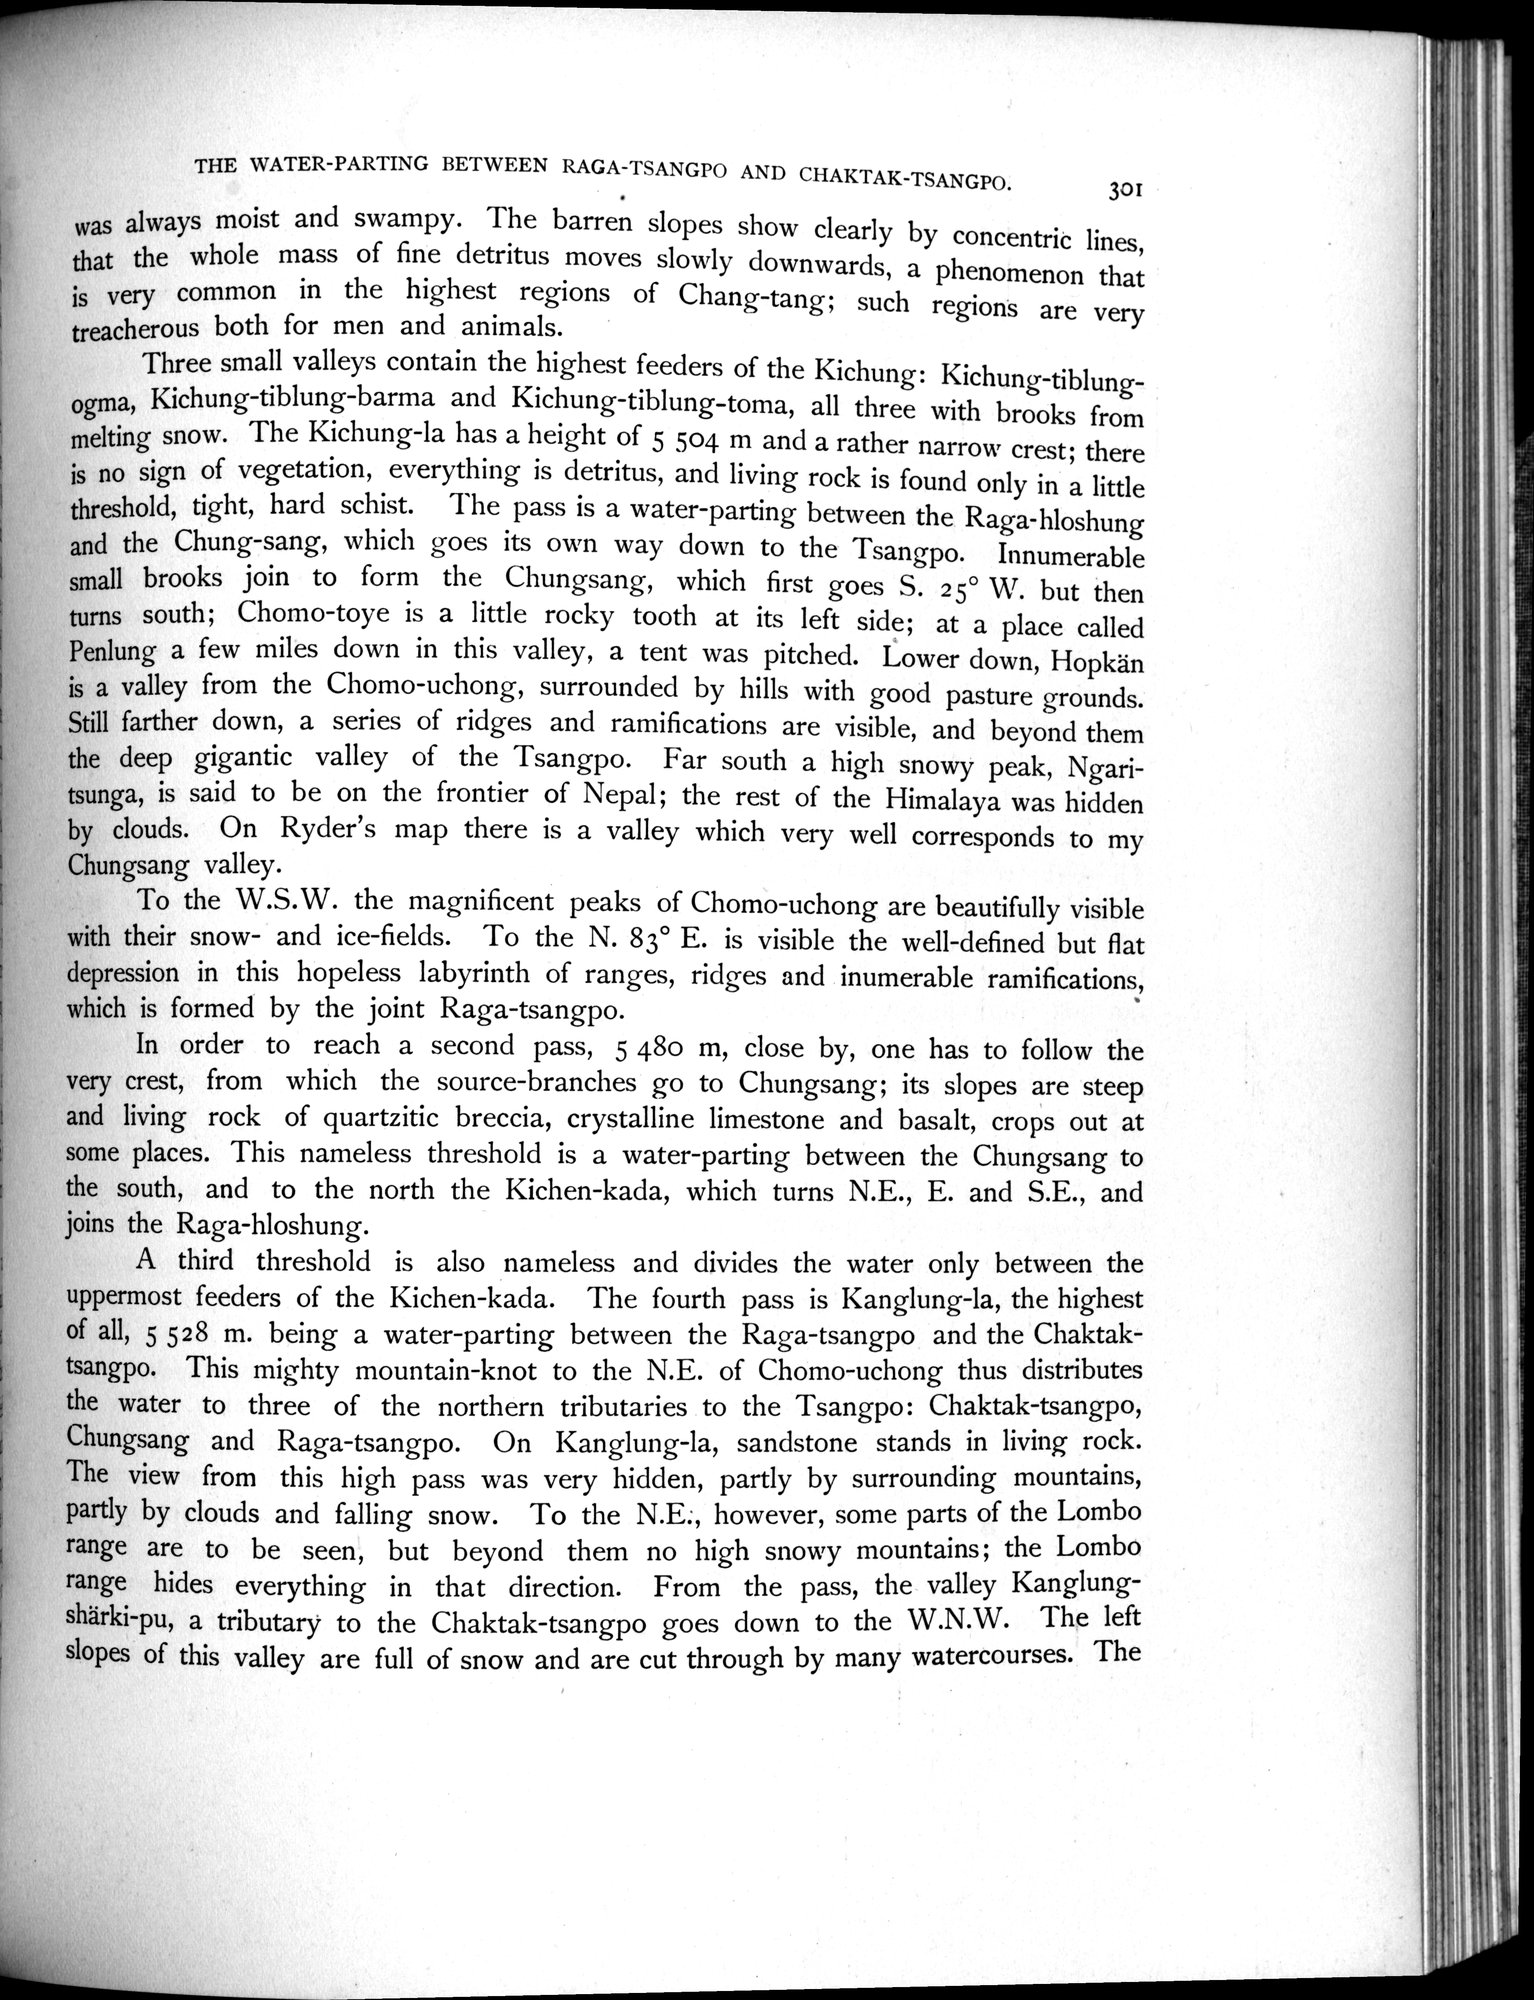 THE WATER-PARTING BETWEEN RAGA-TSANGPO AND CHAKTAK-TSANGPO. 301
was always moist and swampy. The barren slopes show clearly by concentric lines,
that the whole mass of fine detritus moves slowly downwards, a phenomenon that
is very common in the highest regions of Chang-tang; such regions are very
treacherous both for men and animals.
Three small valleys contain the highest feeders of the Kichung: Kichung-tiblung-
ogma, Kichung-tiblung-barma and Kichung-tiblung-toma, all three with brooks from
melting snow. The Kichung-la has a height of 5 504 m and a rather narrow crest; there
is no sign of vegetation, everything is detritus, and living rock is found only in a little
threshold, tight, hard schist. The pass is a water-parting between the Raga-hloshung
and the Chung-sang, which goes its own way down to the Tsangpo. Innumerable
small brooks join to form the Chungsang, which first goes S. 25° W. but then
turns south; Chomo-toye is a little rocky tooth at its left side; at a place called
Penlung a few miles down in this valley, a tent was pitched. Lower down, Hopkän
is a valley from the Chomo-uchong, surrounded by hills with good pasture grounds.
Still farther down, a series of ridges and ramifications are visible, and beyond them
the deep gigantic valley of the Tsangpo. Far south a high snowy peak, Ngari-
tsunga, is said to be on the frontier of Nepal; the rest of the Himalaya was hidden
by clouds. On Ryder's map there is a valley which very well corresponds to my
Chungsang valley.
To the W.S.W. the magnificent peaks of Chomo-uchong are beautifully visible
with their snow- and ice-fields. To the N. 83° E. is visible the well-defined but flat
depression in this hopeless labyrinth of ranges, ridges and inumerable ramifications,
which is formed by the joint Raga-tsangpo.
In order to reach a second pass, 5 480 m, close by, one has to follow the
very crest, from which the source-branches go to Chungsang; its slopes are steep
and living rock of quartzitic breccia, crystalline limestone and basalt, crops out at
some places. This nameless threshold is a water-parting between the Chungsang to
the south, and to the north the Kichen-kada, which turns N.E., E. and S.E., and
joins the Raga-hloshung.
A third threshold is also nameless and divides the water only between the
uppermost feeders of the Kichen-kada. The fourth pass is Kanglung-la, the highest
of all, 5 528 m. being a water-parting between the Raga-tsangpo and the Chaktak-
tsangpo. This mighty mountain-knot to the N.E. of Chomo-uchong thus distributes
the water to three of the northern tributaries to the Tsangpo: Chaktak-tsangpo,
Chungsang and Raga-tsangpo. On Kanglung-la, sandstone stands in living rock.
The view from this high pass was very hidden, partly by surrounding mountains,
partly by clouds and falling snow. To the N.E., however, some parts of the Lombo
range are to be seen, but beyond them no high snowy mountains; the Lombo
range hides everything in that direction. From the pass, the valley Kanglung-
shärki-pu, a tributary to the Chaktak-tsangpo goes down to the W.N.W. The left
slopes of this valley are full of snow and are cut through by many watercourses. The